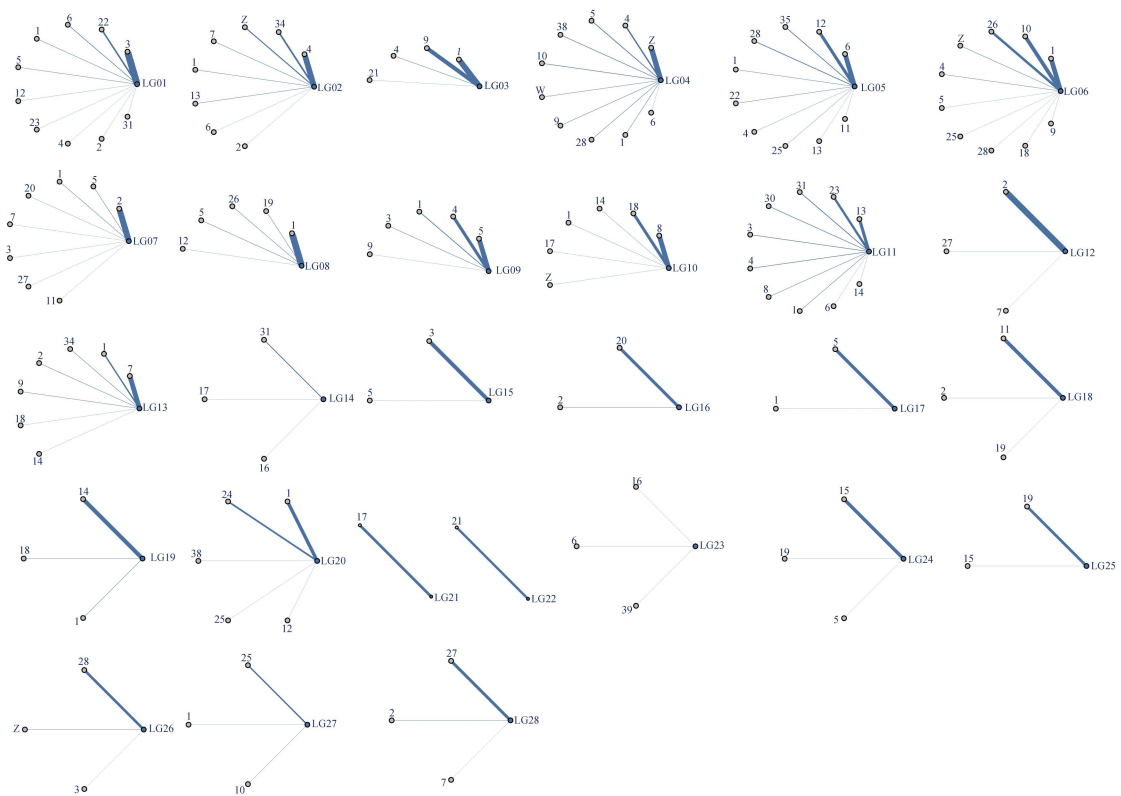 3 22 6 1 5 12 23 4 2 31 LG01
4 34 Z 7 1 13 6 2 LG02
1 9 4 21 LG03
Z 4 5 38 10 W 9 28 1 6 LG04
6 12 35 28 1 22 4 25 13 11 LG05
1 10 26 Z 4 5 25 28 18 9 LG06
2 5 1 20 7 3 27 11 LG07
1 19 26 5 12 LG08
5 4 1 3 9 LG09
8 18 14 1 17 Z LG10
13 23 31 30 3 4 8 1 6 14 LG11
2 27 7 LG12
7 1 34 2 9 18 14 LG13
31 17 16 LG14
3 5 LG15
20 2 LG16
5 1 LG17
11 2 19 LG18
14 18 1 LG19
1 24 38 25 12 LG20
17 LG21
21 LG22
16 6 39 LG23
15 19 5 LG24
19 15 LG25
28 Z 3 LG26
25 1 10 LG27
27 2 7 LG28